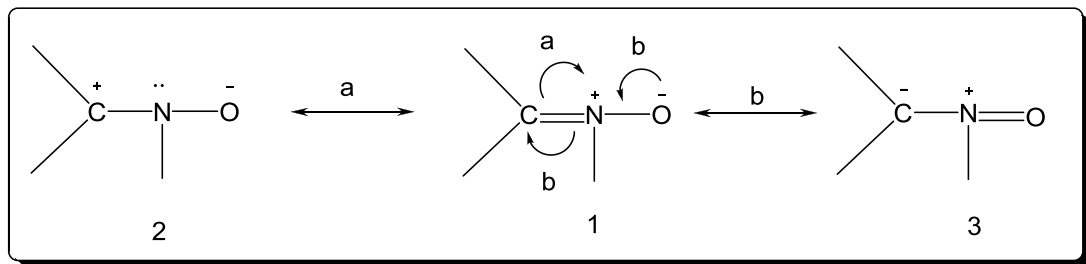 a b
+ ·· − a + − b − +
C N O C N O C N O
b
2 1 3